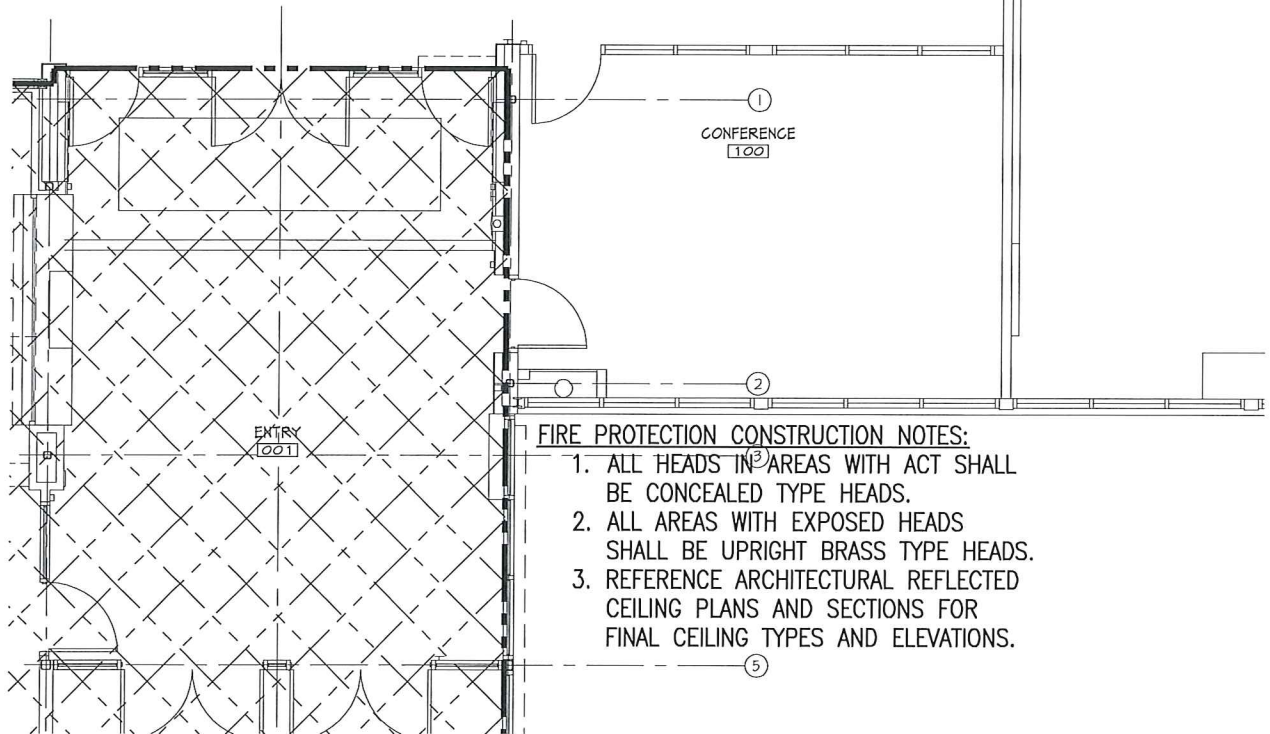 1
CONFERENCE
100
2
ENTRY
001
3
FIRE PROTECTION CONSTRUCTION NOTES:
1. ALL HEADS IN AREAS WITH ACT SHALL
BE CONCEALED TYPE HEADS.
2. ALL AREAS WITH EXPOSED HEADS
SHALL BE UPRIGHT BRASS TYPE HEADS.
3. REFERENCE ARCHITECTURAL REFLECTED
CEILING PLANS AND SECTIONS FOR
FINAL CEILING TYPES AND ELEVATIONS.
5